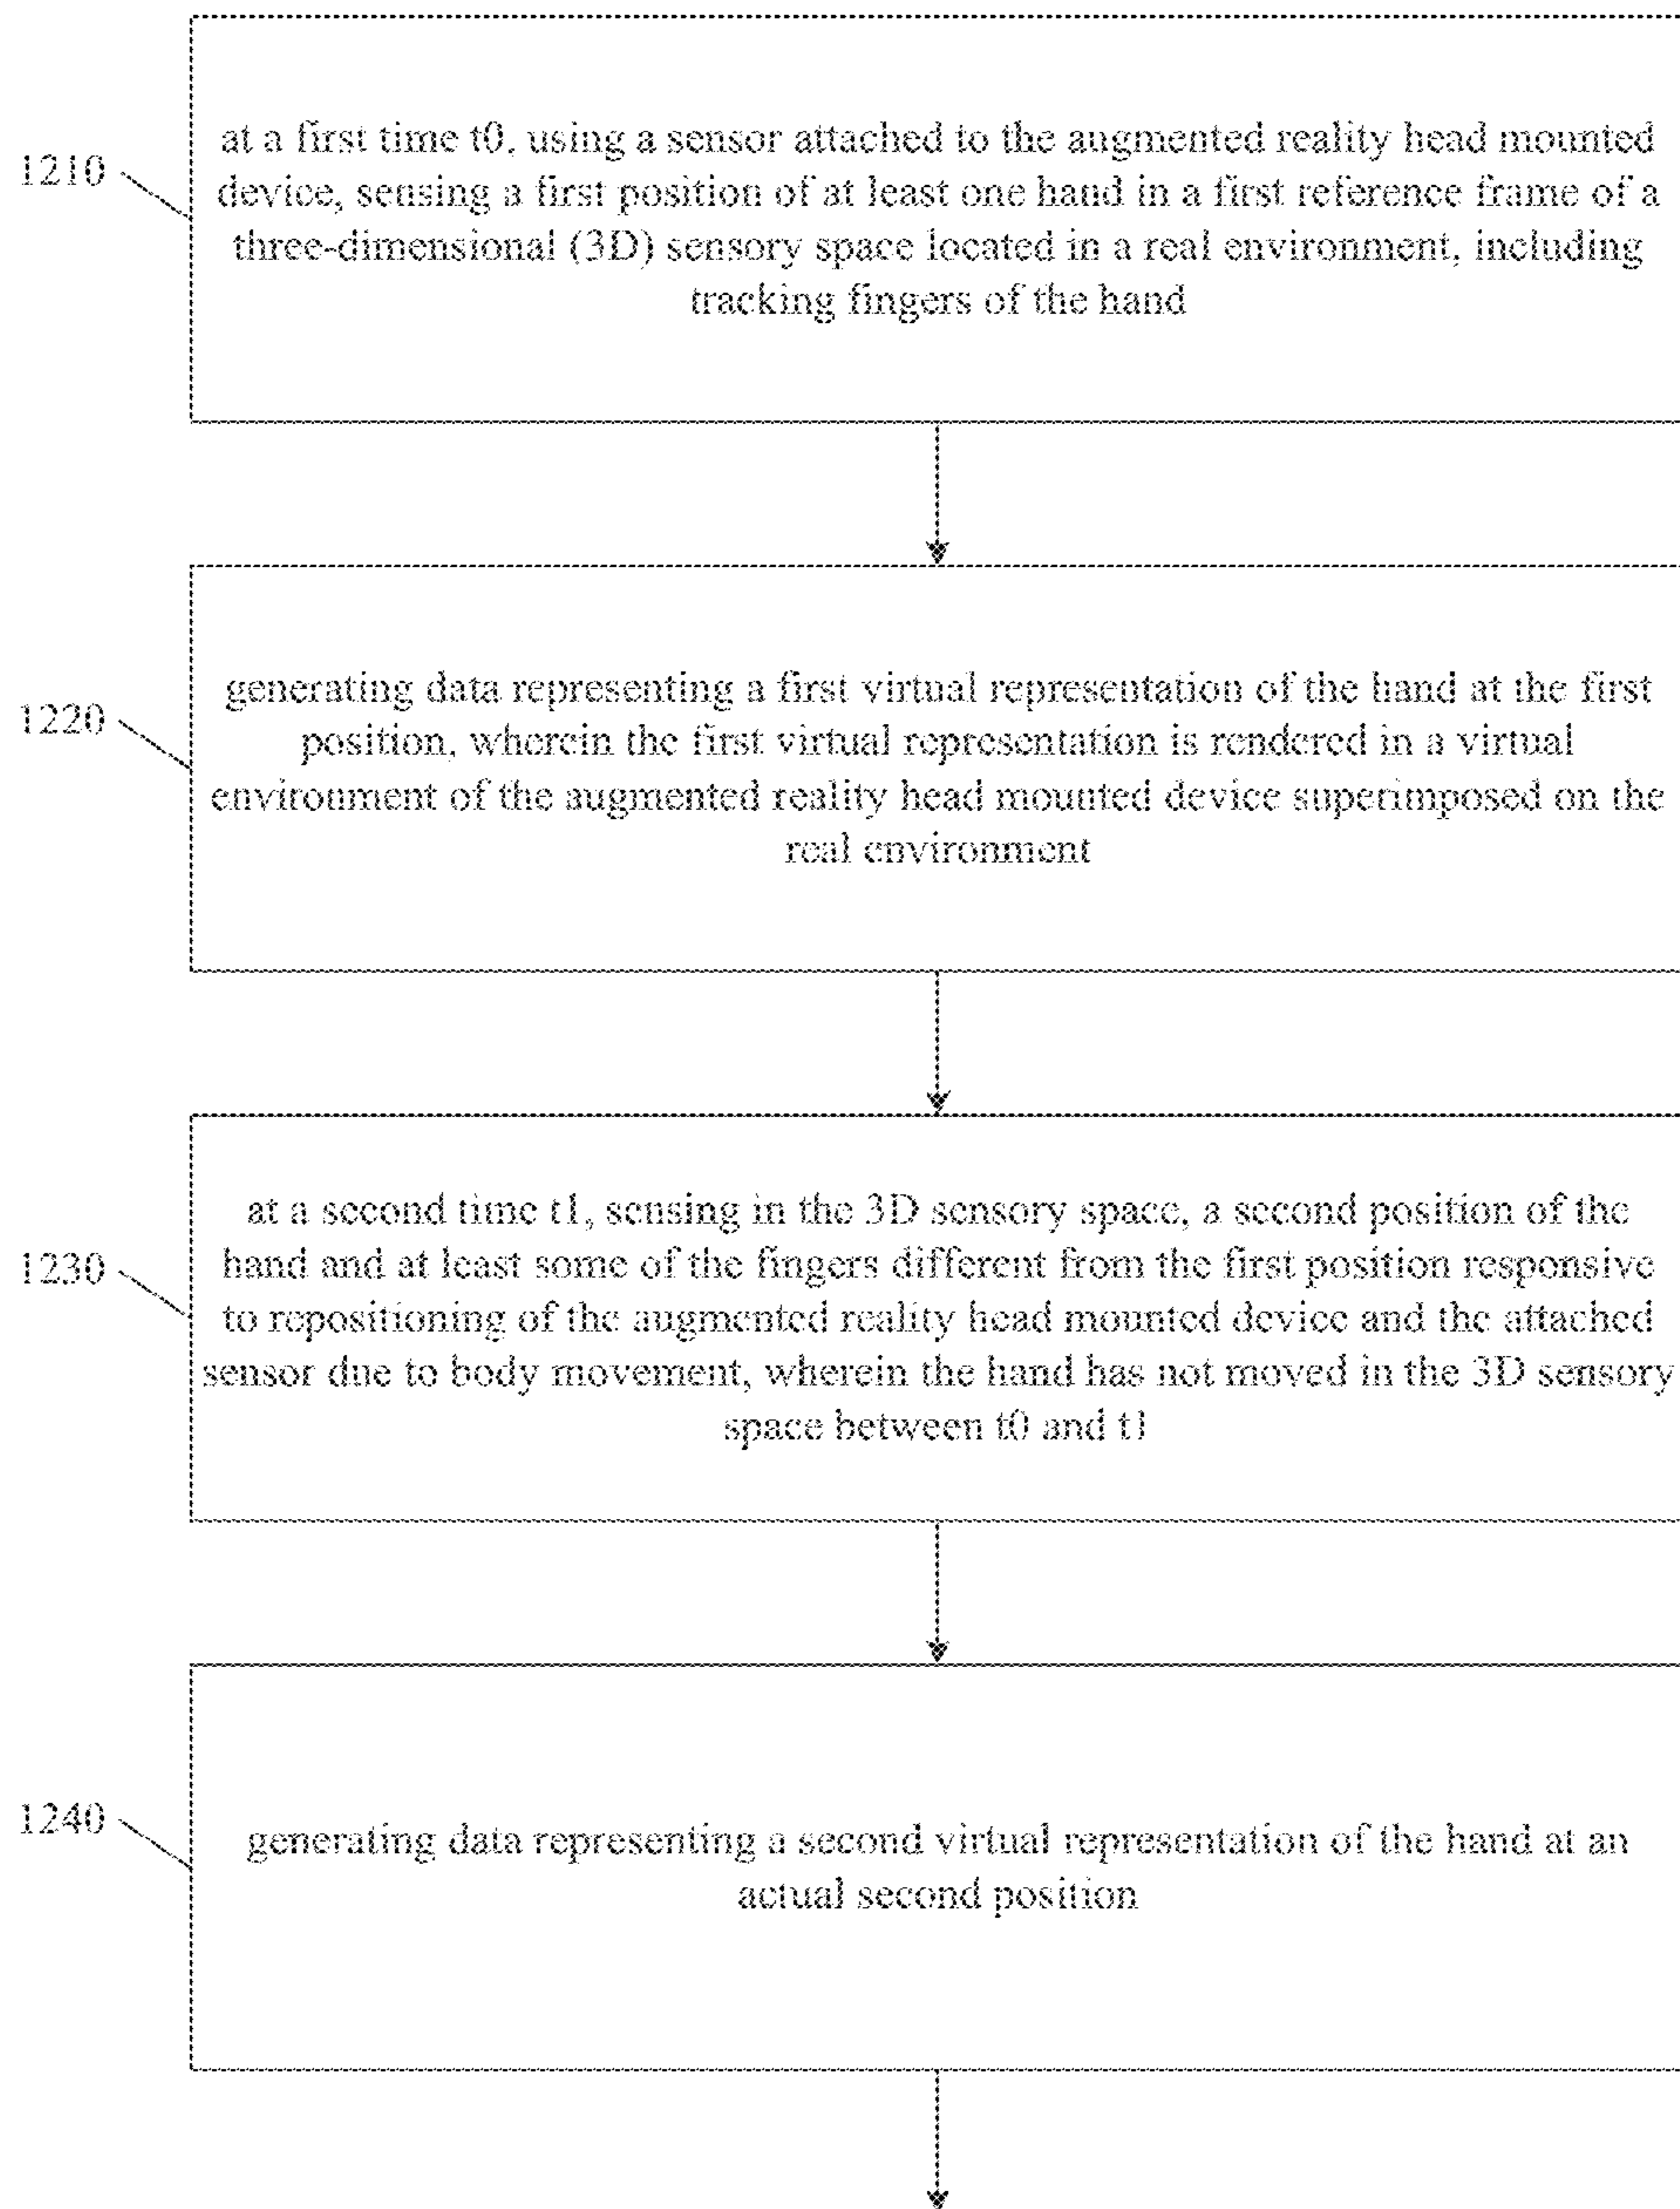 1210
at a first time t0, using a sensor attached to the augmented reality head mounted
device, sensing a first position of at least one hand in a first reference frame of a
three-dimensional (3D) sensory space located in a real environment, including
tracking fingers of the hand
1220
generating data representing a first virtual representation of the hand at the first
position, wherein the first virtual representation is rendered in a virtual
environment of the augmented reality head mounted device superimposed on the
real environment
1230
at a second time t1, sensing in the 3D sensory space, a second position of the
hand and at least some of the fingers different from the first position responsive
to repositioning of the augmented reality head mounted device and the attached
sensor due to body movement, wherein the hand has not moved in the 3D sensory
space between t0 and t1
1240
generating data representing a second virtual representation of the hand at an
actual second position